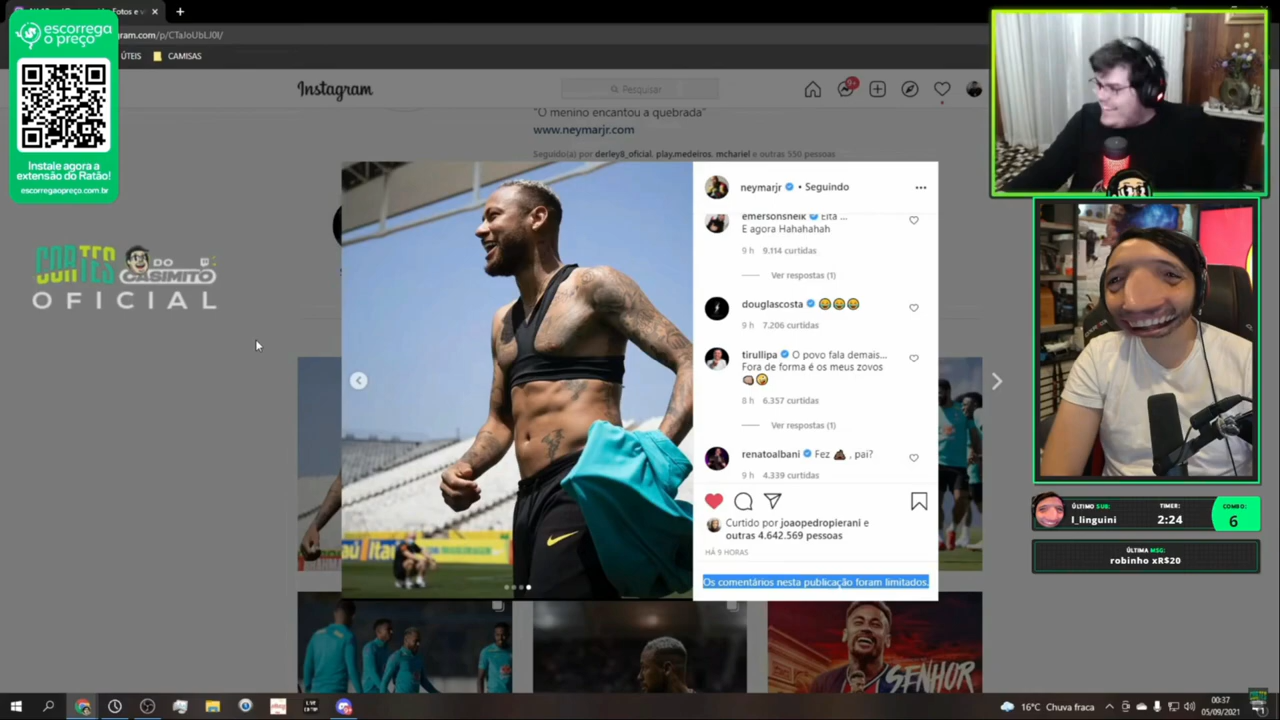 escorrega
o preço
Instale agora a
extensão do Ratão!
escorregaopreco.com.br
gram.com/p/CTaJoUbLJ0I/
ÚTEIS
CAMISAS
Instagram
Pesquisar
9+
"O menino encantou a quebrada"
www.neymarjr.com
Seguido(a) por derley8_oficial, play.medeiros, mchariel e outras 550 pessoas
CORTES DO CASIMITO
OFICIAL
neymarjr • Seguindo
emersonsheik Eita ...
E agora Hahahahah
9 h 9.114 curtidas
Ver respostas (1)
douglascosta 😂😂😂
9 h 7.206 curtidas
tirullipa O povo fala demais...
Fora de forma é os meus zovos
8 h 6.357 curtidas
Ver respostas (1)
renatoalbani Fez 💩, pai?
9 h 4.339 curtidas
Curtido por joaopedropierani e
outras 4.642.569 pessoas
HÁ 9 HORAS
Os comentários nesta publicação foram limitados.
Itaú
SENHOR
ÚLTIMO SUB:
l_linguini
TIMER:
2:24
COMBO:
6
ÚLTIMA MSG:
robinho xR$20
16°C Chuva fraca
00:37
05/09/2021